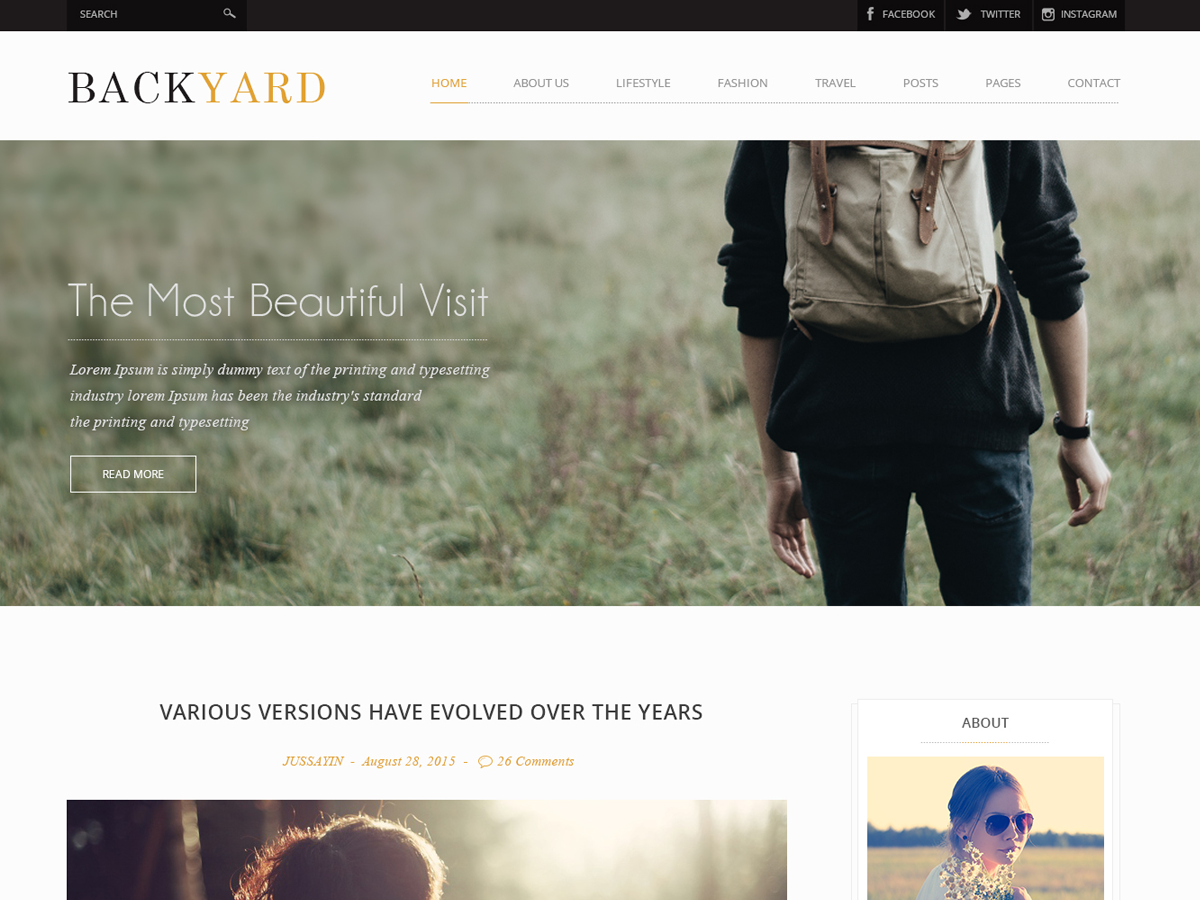 SEARCH
FACEBOOK
TWITTER
INSTAGRAM
BACKYARD
HOME
ABOUT US
LIFESTYLE
FASHION
TRAVEL
POSTS
PAGES
CONTACT
The Most Beautiful Visit
Lorem Ipsum is simply dummy text of the printing and typesetting
industry lorem Ipsum has been the industry's standard
the printing and typesetting
READ MORE
VARIOUS VERSIONS HAVE EVOLVED OVER THE YEARS
JUSSAYIN - August 28, 2015 - 26 Comments
ABOUT